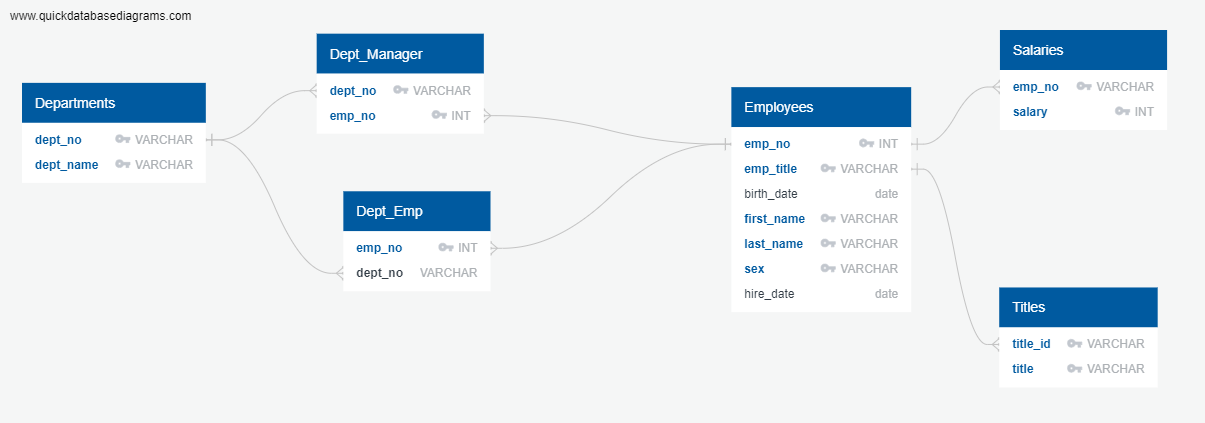 www.quickdatabasediagrams.com
Departments
dept_no VARCHAR
dept_name VARCHAR
Dept_Manager
dept_no VARCHAR
emp_no INT
Dept_Emp
emp_no INT
dept_no VARCHAR
Employees
emp_no INT
emp_title VARCHAR
birth_date date
first_name VARCHAR
last_name VARCHAR
sex VARCHAR
hire_date date
Salaries
emp_no VARCHAR
salary INT
Titles
title_id VARCHAR
title VARCHAR